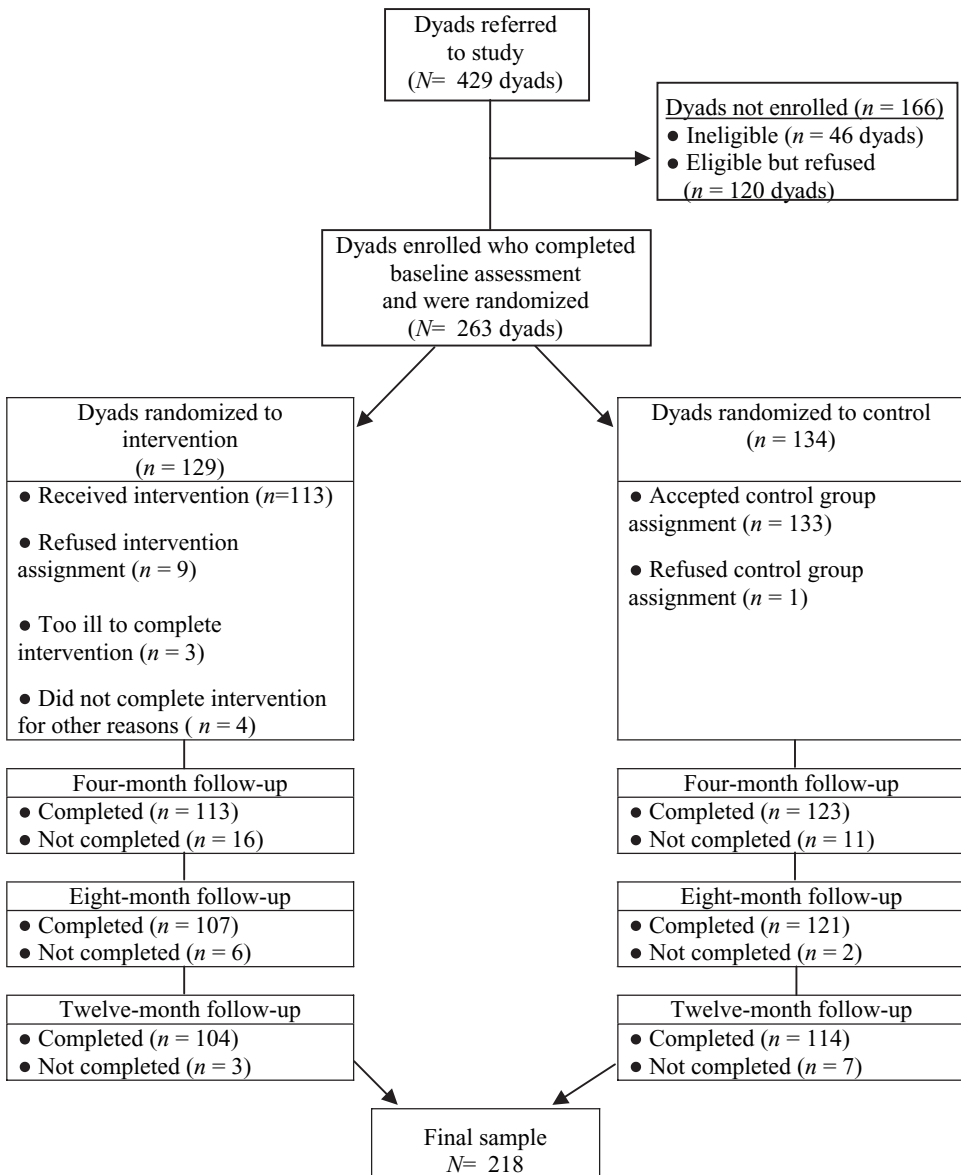 Dyads referred
to study
(N= 429 dyads)
Dyads not enrolled (n = 166)
● Ineligible (n = 46 dyads)
● Eligible but refused
(n = 120 dyads)
Dyads enrolled who completed
baseline assessment
and were randomized
(N= 263 dyads)
Dyads randomized to
intervention
(n = 129)
● Received intervention (n=113)
● Refused intervention
assignment (n = 9)
● Too ill to complete
intervention (n = 3)
● Did not complete intervention
for other reasons ( n = 4)
Dyads randomized to control
(n = 134)
● Accepted control group
assignment (n = 133)
● Refused control group
assignment (n = 1)
Four-month follow-up
● Completed (n = 113)
● Not completed (n = 16)
Four-month follow-up
● Completed (n = 123)
● Not completed (n = 11)
Eight-month follow-up
● Completed (n = 107)
● Not completed (n = 6)
Eight-month follow-up
● Completed (n = 121)
● Not completed (n = 2)
Twelve-month follow-up
● Completed (n = 104)
● Not completed (n = 3)
Twelve-month follow-up
● Completed (n = 114)
● Not completed (n = 7)
Final sample
N= 218